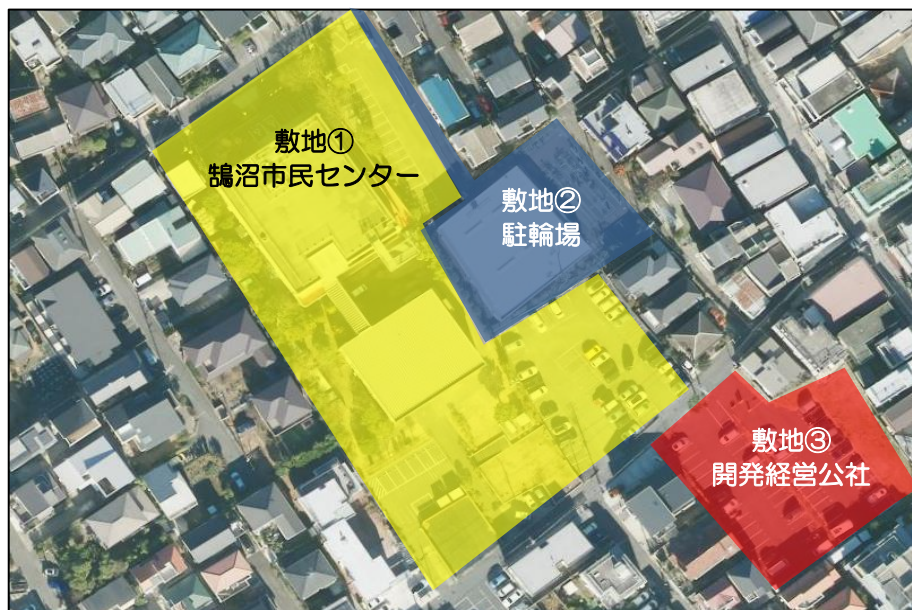 敷地①
鵠沼市民センター
敷地②
駐輪場
敷地③
開発経営公社